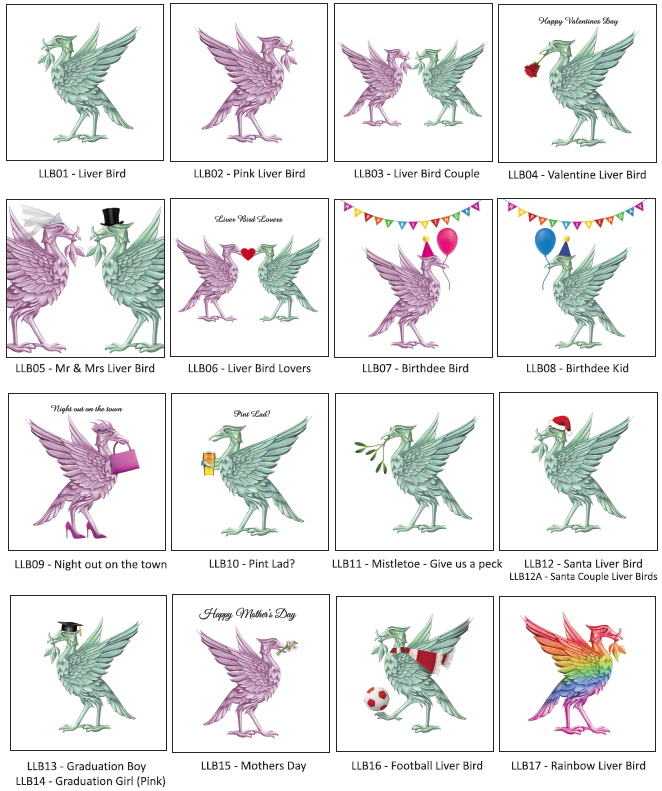 Happy Valentines Day
LLB01 - Liver Bird
LLB02 - Pink Liver Bird
LLB03 - Liver Bird Couple
LLB04 - Valentine Liver Bird
Liver Bird Lovers
LLB05 - Mr & Mrs Liver Bird
LLB06 - Liver Bird Lovers
LLB07 - Birthdee Bird
LLB08 - Birthdee Kid
Night out on the town
Pint Lad?
LLB09 - Night out on the town
LLB10 - Pint Lad?
LLB11 - Mistletoe - Give us a peck
LLB12 - Santa Liver Bird
LLB12A - Santa Couple Liver Birds
Happy Mother's Day
LLB13 - Graduation Boy
LLB14 - Graduation Girl (Pink)
LLB15 - Mothers Day
LLB16 - Football Liver Bird
LLB17 - Rainbow Liver Bird